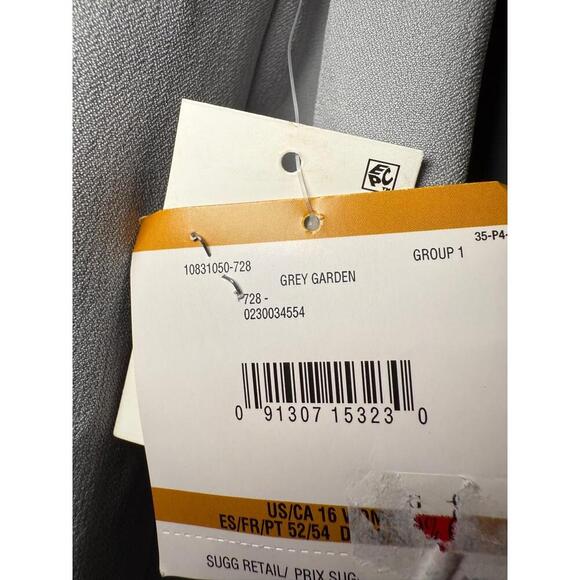 ECP™
35-P4-
10831050-728
GROUP 1
GREY GARDEN
728 -
0230034554
0 91307 15323 0
US/CA 16
ES/FR/PT 52/54 D
SUGG RETAIL/ PRIX SUG